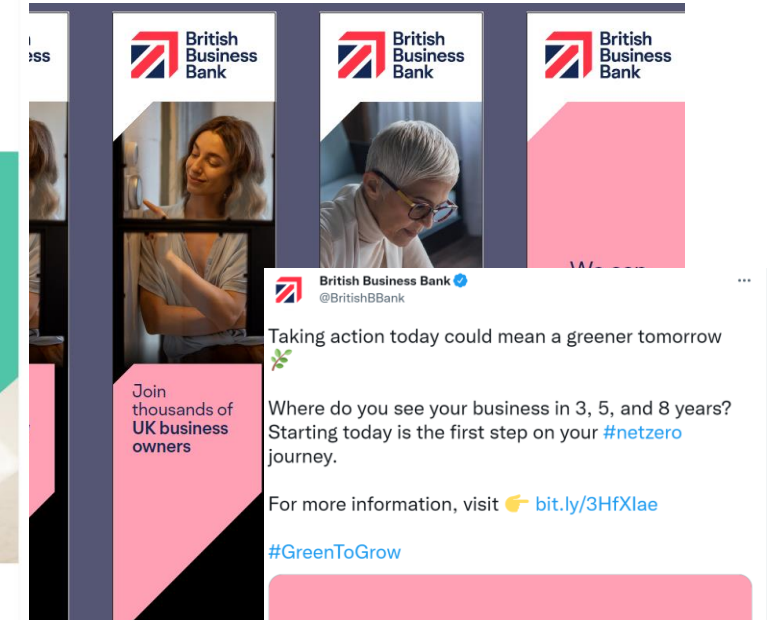 ess
British
Business
Bank
British
Business
Bank
British
Business
Bank
Join
thousands of
UK business
owners
British Business Bank
@BritishBBank
Taking action today could mean a greener tomorrow
🌿
Where do you see your business in 3, 5, and 8 years?
Starting today is the first step on your #netzero
journey.
For more information, visit 👉 bit.ly/3HfXIae
#GreenToGrow